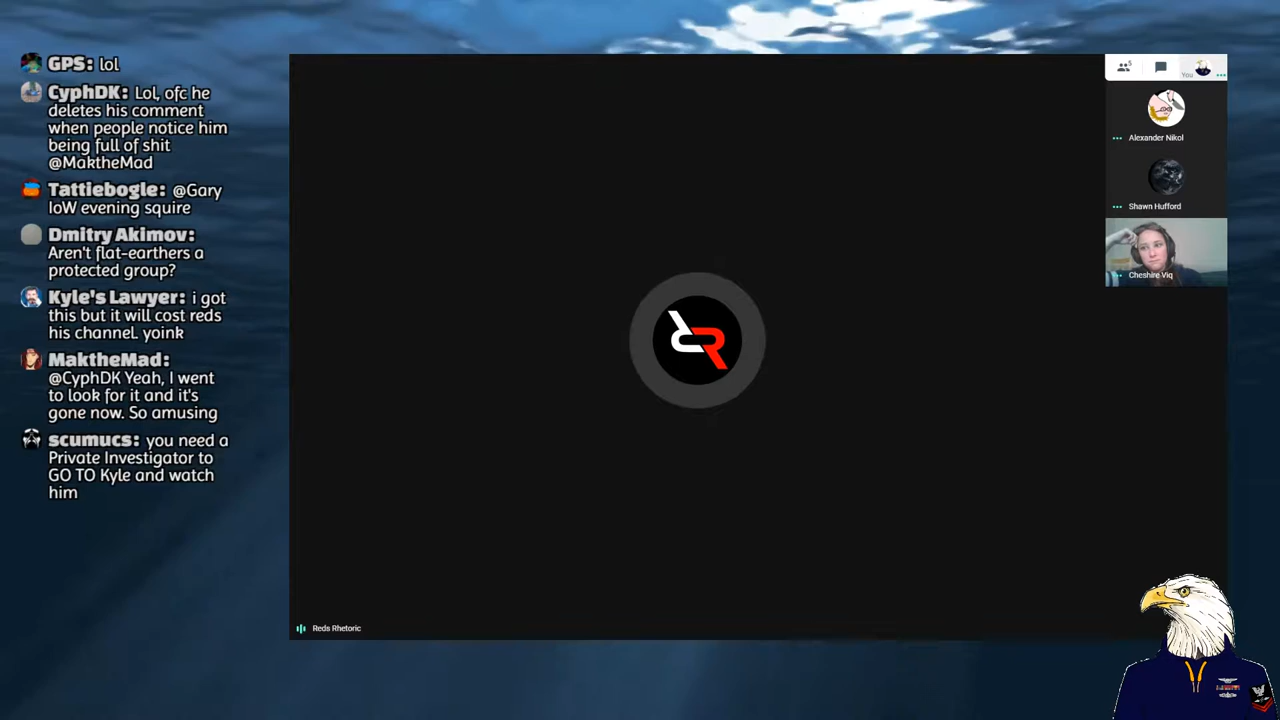 GPS: lol
CyphDK: Lol, ofc he
deletes his comment
when people notice him
being full of shit
@MaktheMad
Tattiebogle: @Gary
IoW evening squire
Dmitry Akimov:
Aren't flat-earthers a
protected group?
Kyle's Lawyer: i got
this but it will cost reds
his channel. yoink
MaktheMad:
@CyphDK Yeah, I went
to look for it and it's
gone now. So amusing
scumucs: you need a
Private Investigator to
GO TO Kyle and watch
him
5
You
Alexander Nikol
Shawn Hufford
Cheshire Viq
Reds Rhetoric